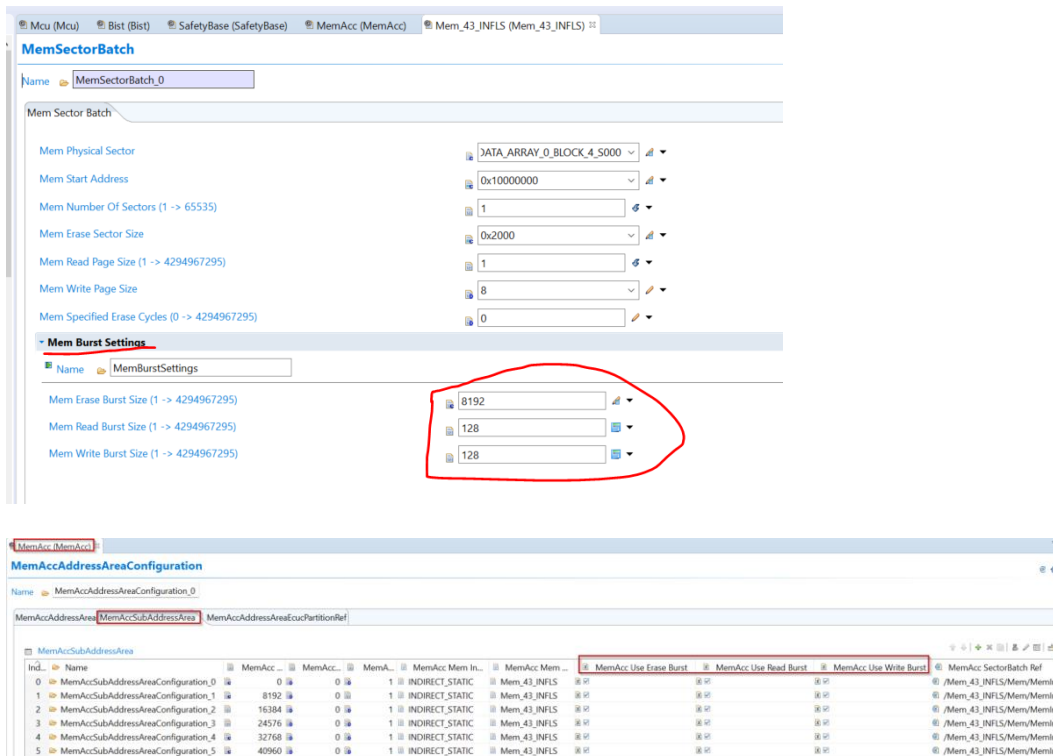 Mcu (Mcu) Bist (Bist) SafetyBase (SafetyBase) MemAcc (MemAcc) Mem_43_INFLS (Mem_43_INFLS)
MemSectorBatch
Name MemSectorBatch_0
Mem Sector Batch
Mem Physical Sector DATA_ARRAY_0_BLOCK_4_S000
Mem Start Address 0x10000000
Mem Number Of Sectors (1 -> 65535) 1
Mem Erase Sector Size 0x2000
Mem Read Page Size (1 -> 4294967295) 1
Mem Write Page Size 8
Mem Specified Erase Cycles (0 -> 4294967295) 0
Mem Burst Settings
Name MemBurstSettings
Mem Erase Burst Size (1 -> 4294967295) 8192
Mem Read Burst Size (1 -> 4294967295) 128
Mem Write Burst Size (1 -> 4294967295) 128
MemAcc (MemAcc)
MemAccAddressAreaConfiguration
Name MemAccAddressAreaConfiguration_0
MemAccAddressArea MemAccSubAddressArea MemAccAddressAreaEcucPartitionRef
MemAccSubAddressArea
Ind... Name MemAcc ... MemAcc... MemA... MemAcc Mem In... MemAcc Mem ... MemAcc Use Erase Burst MemAcc Use Read Burst MemAcc Use Write Burst MemAcc SectorBatch Ref
0 MemAccSubAddressAreaConfiguration_0 0 0 1 INDIRECT_STATIC Mem_43_INFLS /Mem_43_INFLS/Mem/MemIn
1 MemAccSubAddressAreaConfiguration_1 8192 0 1 INDIRECT_STATIC Mem_43_INFLS /Mem_43_INFLS/Mem/MemIn
2 MemAccSubAddressAreaConfiguration_2 16384 0 1 INDIRECT_STATIC Mem_43_INFLS /Mem_43_INFLS/Mem/MemIn
3 MemAccSubAddressAreaConfiguration_3 24576 0 1 INDIRECT_STATIC Mem_43_INFLS /Mem_43_INFLS/Mem/MemIn
4 MemAccSubAddressAreaConfiguration_4 32768 0 1 INDIRECT_STATIC Mem_43_INFLS /Mem_43_INFLS/Mem/MemIn
5 MemAccSubAddressAreaConfiguration_5 40960 0 1 INDIRECT_STATIC Mem_43_INFLS /Mem_43_INFLS/Mem/MemIn